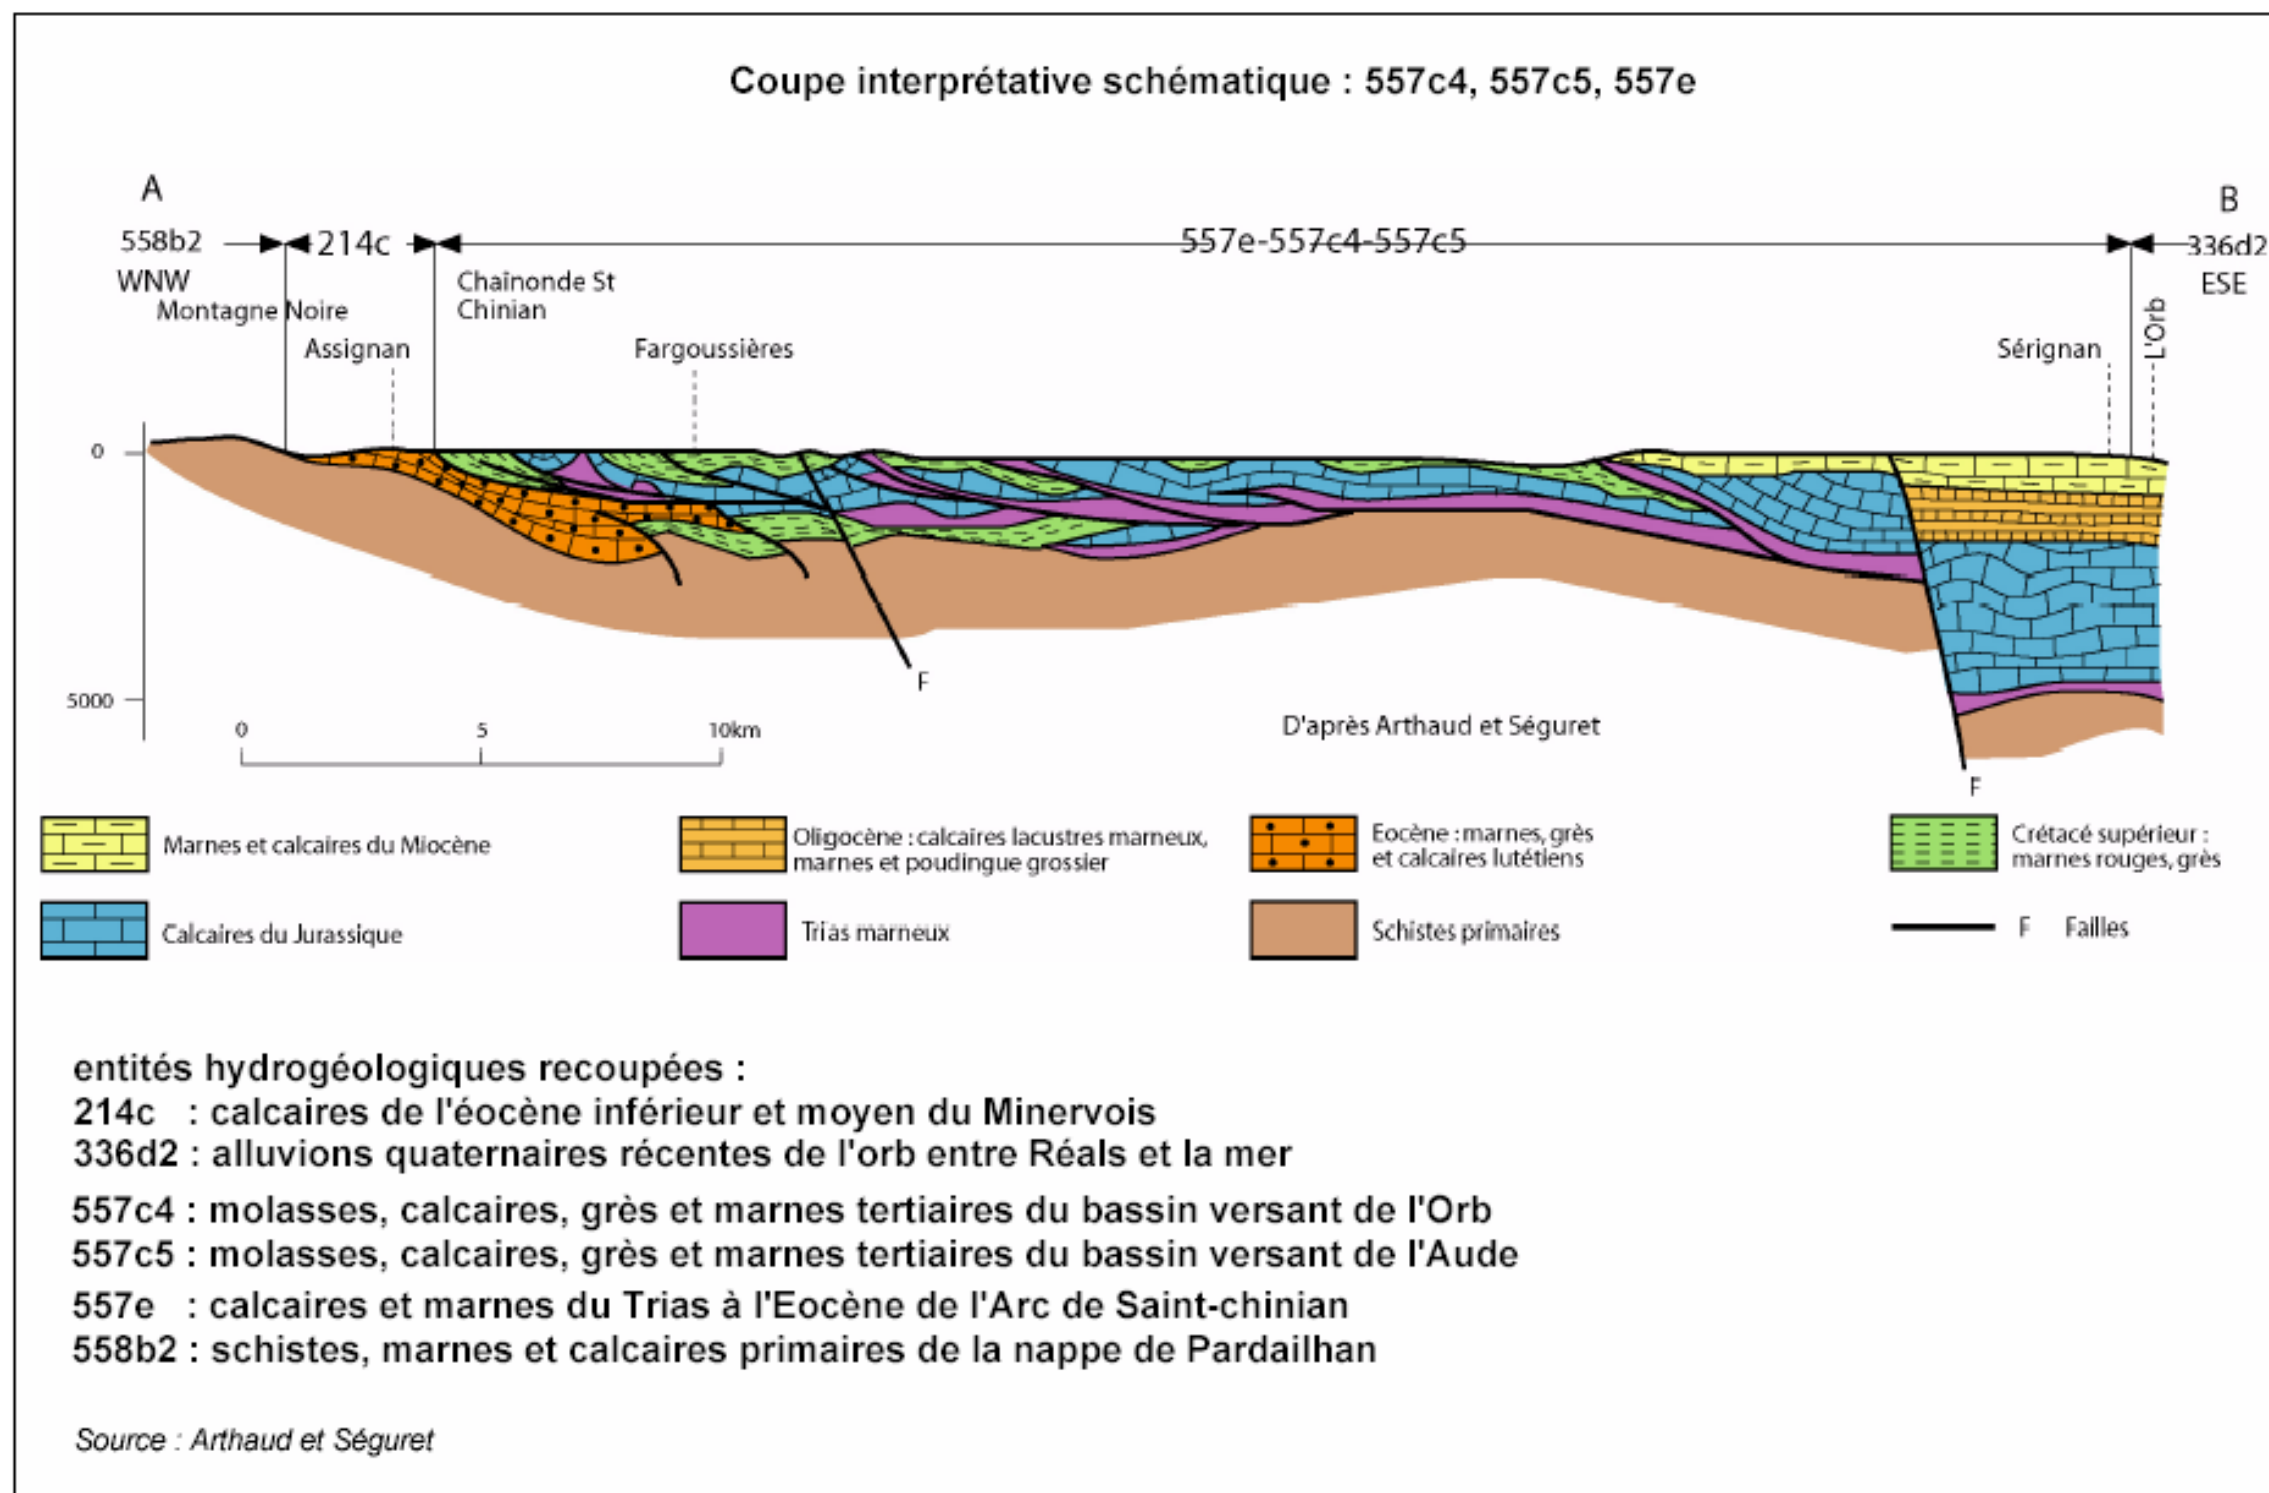 Coupe interprétative schématique : 557c4, 557c5, 557e
A
B
558b2
214c
557e-557c4-557c5
336d2
WNW
ESE
Montagne Noire
Chaînonde St
Chinian
Assignan
Fargoussières
Sérignan
L'Orb
0
5000
0 5 10km
F
F
D'après Arthaud et Séguret
Marnes et calcaires du Miocène
Oligocène : calcaires lacustres marneux,
marnes et poudingue grossier
Eocène : marnes, grès
et calcaires lutétiens
Crétacé supérieur :
marnes rouges, grès
Calcaires du Jurassique
Trias marneux
Schistes primaires
F Failles
entités hydrogéologiques recoupées :
214c : calcaires de l'éocène inférieur et moyen du Minervois
336d2 : alluvions quaternaires récentes de l'orb entre Réals et la mer
557c4 : molasses, calcaires, grès et marnes tertiaires du bassin versant de l'Orb
557c5 : molasses, calcaires, grès et marnes tertiaires du bassin versant de l'Aude
557e : calcaires et marnes du Trias à l'Eocène de l'Arc de Saint-chinian
558b2 : schistes, marnes et calcaires primaires de la nappe de Pardailhan
Source : Arthaud et Séguret